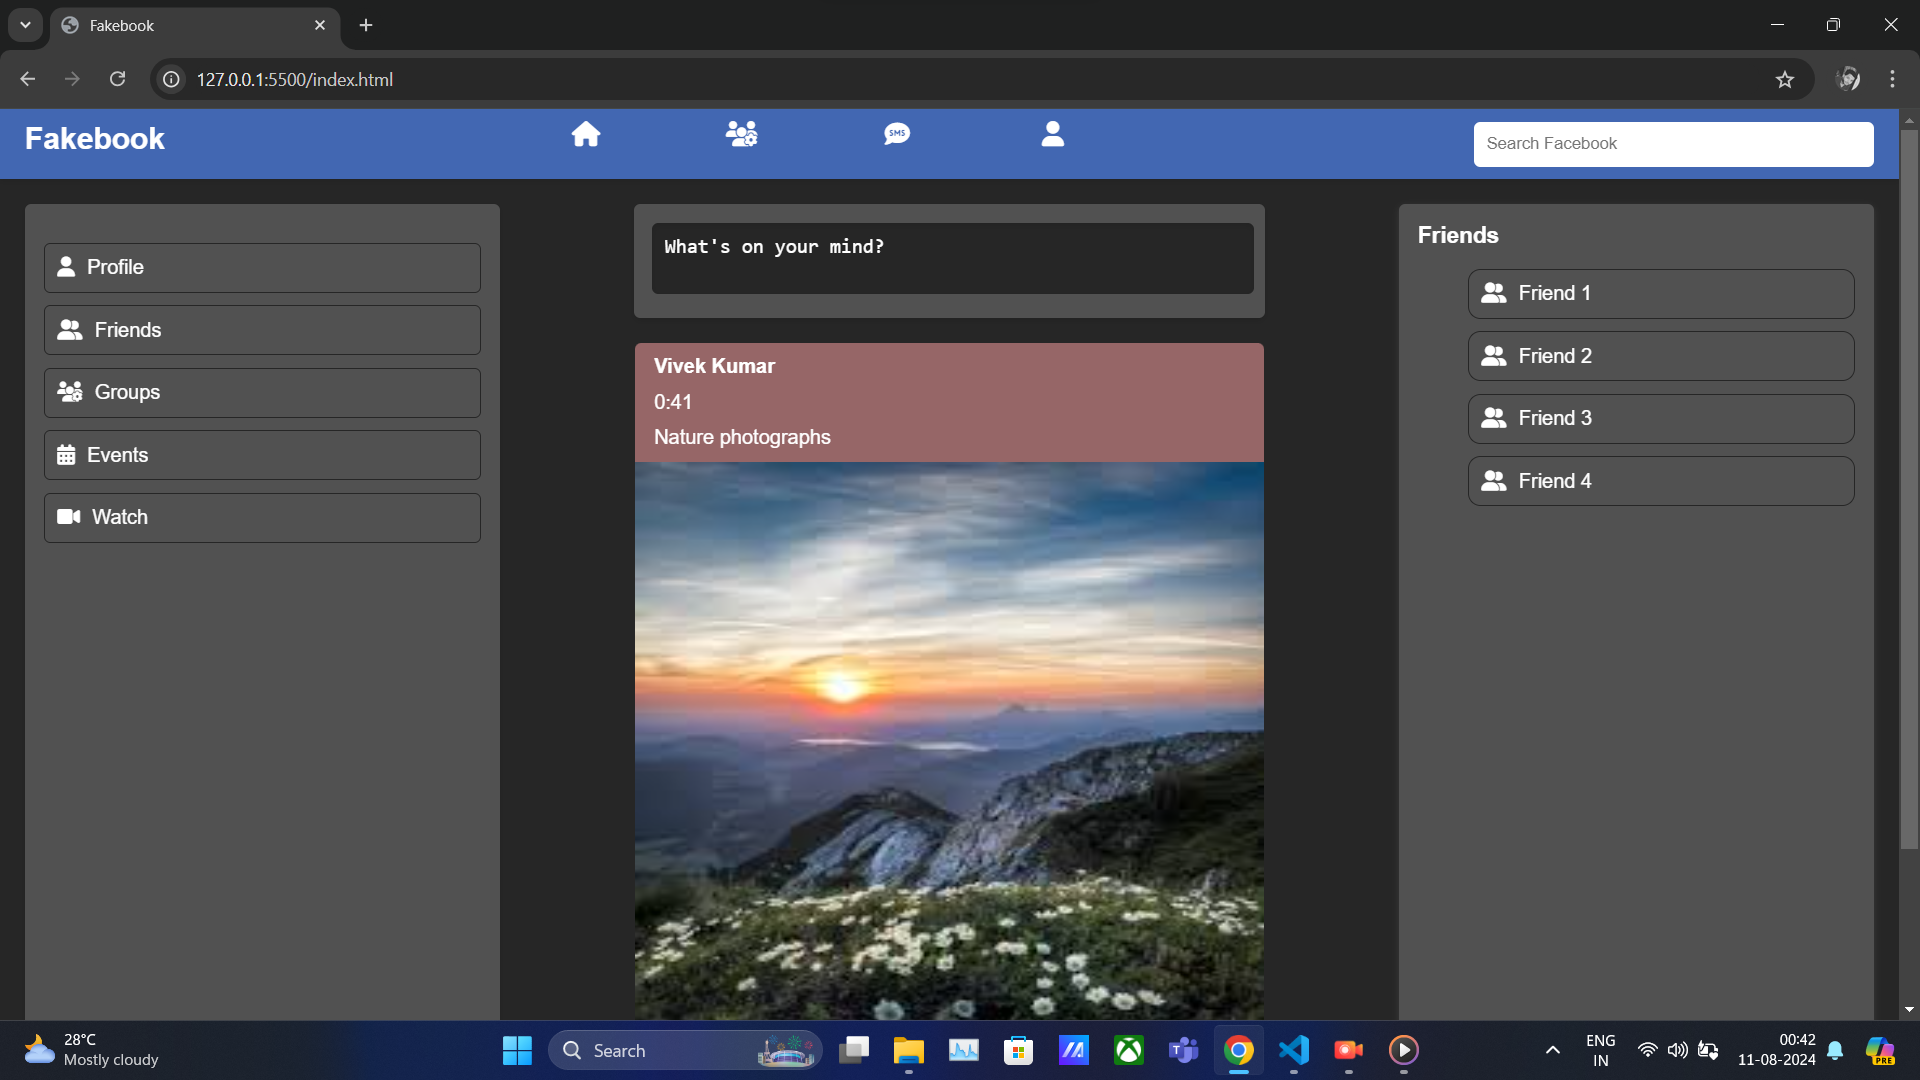 Fakebook
127.0.0.1:5500/index.html
Fakebook
SMS
Search Facebook
Profile
Friends
Groups
Events
Watch
What's on your mind?
Vivek Kumar
0:41
Nature photographs
Friends
Friend 1
Friend 2
Friend 3
Friend 4
28°C
Mostly cloudy
Search
T
ENG
IN
00:42
11-08-2024
PRE